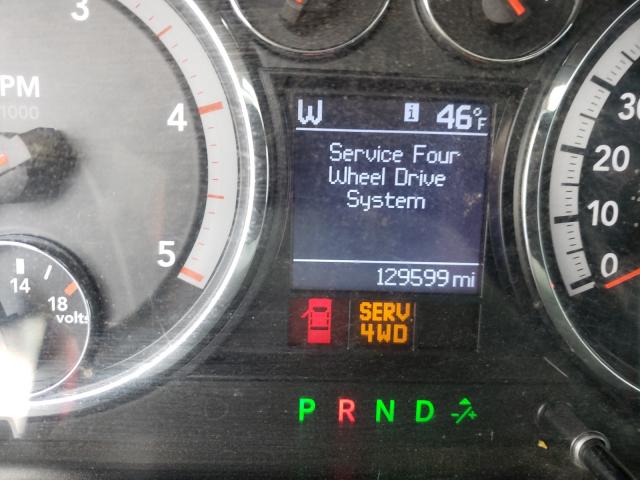 3
PM
1000
4
5
14
18
volts
W i 46°F
Service Four
Wheel Drive
System
129599 mi
SERV
4WD
P R N D -/+
30
20
10
0